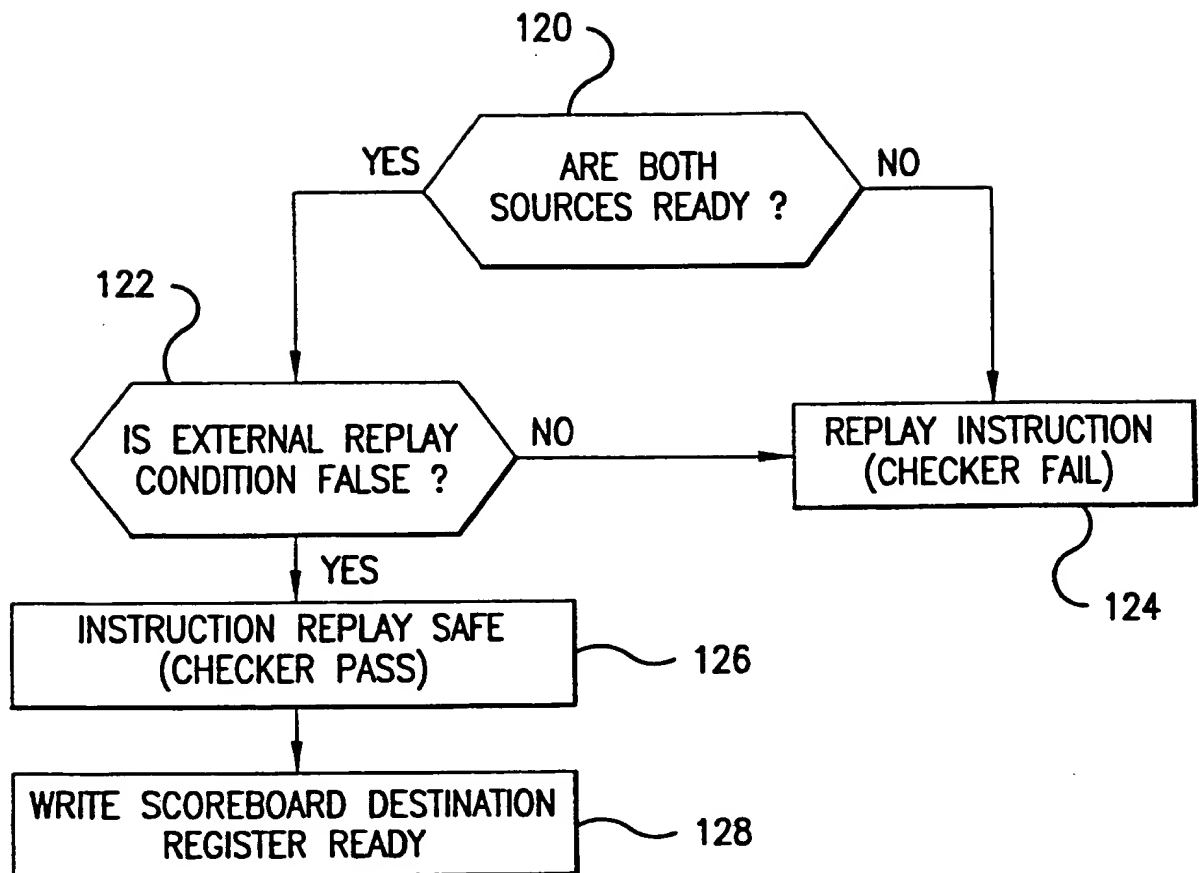 120
YES
ARE BOTH
SOURCES READY ?
NO
122
IS EXTERNAL REPLAY
CONDITION FALSE ?
NO
REPLAY INSTRUCTION
(CHECKER FAIL)
124
YES
INSTRUCTION REPLAY SAFE
(CHECKER PASS)
126
WRITE SCOREBOARD DESTINATION
REGISTER READY
128